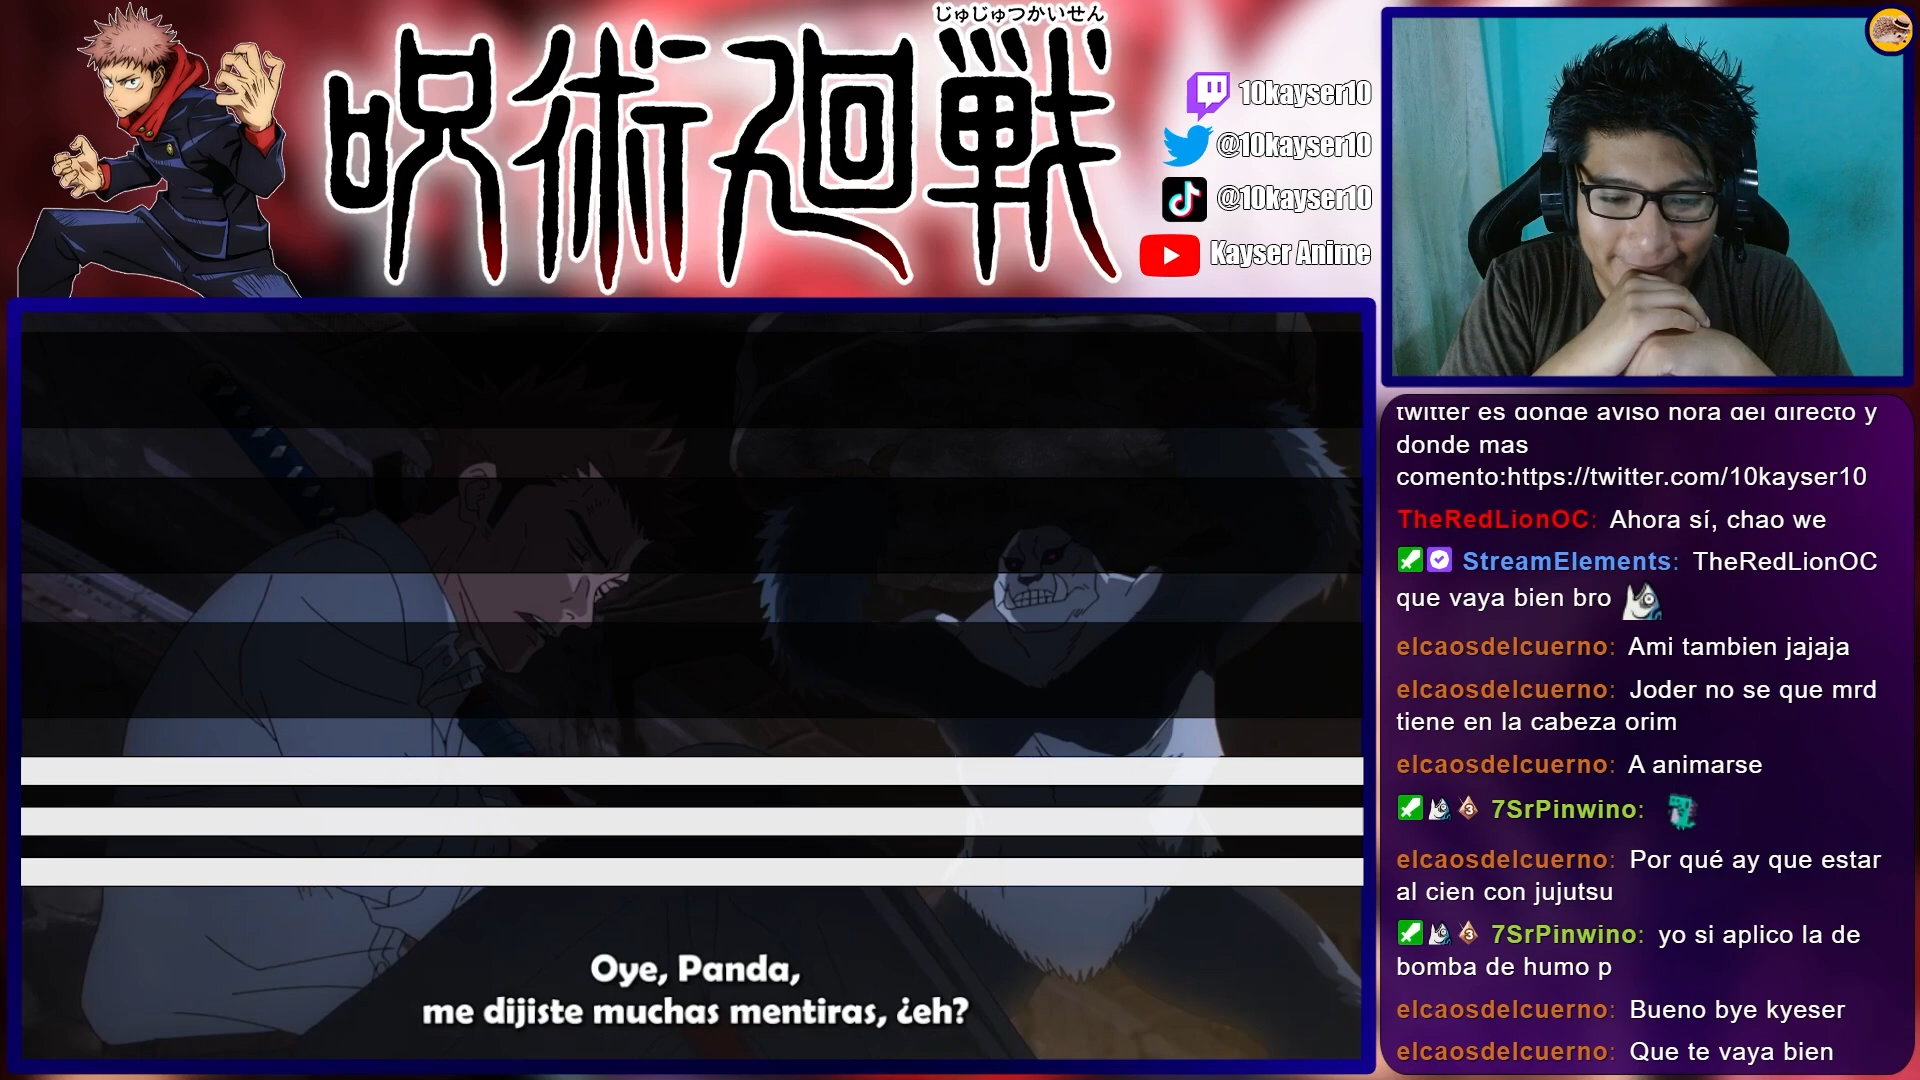 じゅじゅつかいせん
呪術廻戦
10kayser10
@10kayser10
@10kayser10
Kayser Anime
Oye, Panda,
me dijiste muchas mentiras, ¿eh?
twitter es donde aviso hora del directo y
donde mas
comento:https://twitter.com/10kayser10
TheRedLionOC: Ahora sí, chao we
StreamElements: TheRedLionOC
que vaya bien bro
elcaosdelcuerno: Ami tambien jajaja
elcaosdelcuerno: Joder no se que mrd
tiene en la cabeza orim
elcaosdelcuerno: A animarse
3 7SrPinwino:
elcaosdelcuerno: Por qué ay que estar
al cien con jujutsu
3 7SrPinwino: yo si aplico la de
bomba de humo p
elcaosdelcuerno: Bueno bye kyeser
elcaosdelcuerno: Que te vaya bien